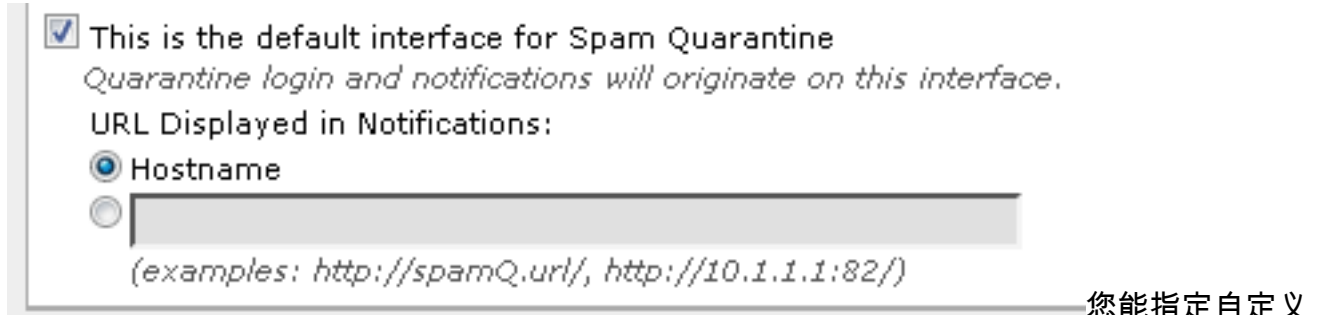 This is the default interface for Spam Quarantine
Quarantine login and notifications will originate on this interface.
URL Displayed in Notifications:
Hostname
(examples: http://spamQ.url/, http://10.1.1.1:82/)
您能指定自定义